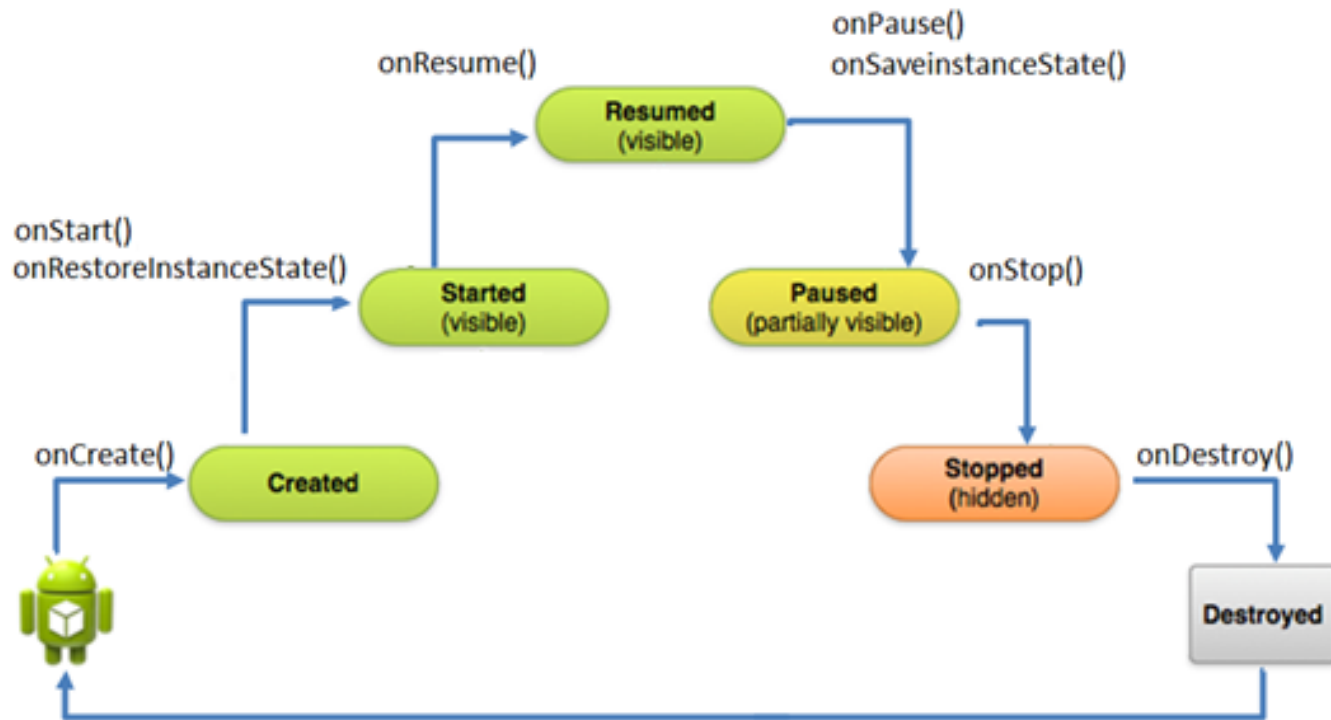 onPause()
onResume()
onSaveinstanceState()
Resumed
(visible)
onStart()
onRestoreInstanceState()
Started
(visible)
Paused
(partially visible)
onStop()
onCreate()
Created
Stopped
(hidden)
onDestroy()
Destroyed